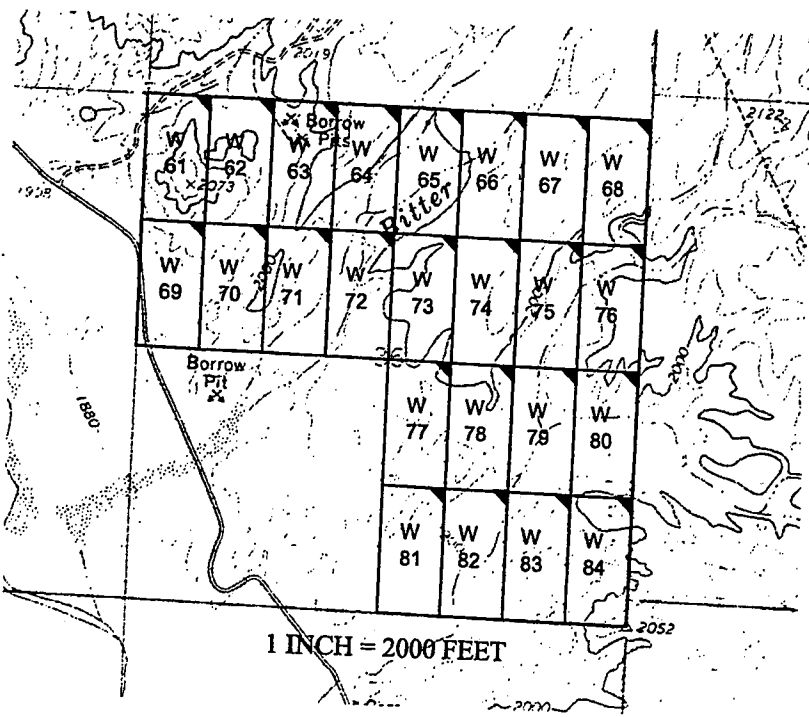 2019
2122
Borrow
Pits
W
61
W
62
W
63
W
64
W
65
W
66
W
67
W
68
2073
Bitter
W
69
W
70
W
71
W
72
W
73
W
74
W
75
W
76
2000
Borrow
Pit
1880
W
77
W
78
W
79
W
80
W
81
W
82
W
83
W
84
2052
1 INCH = 2000 FEET
2000